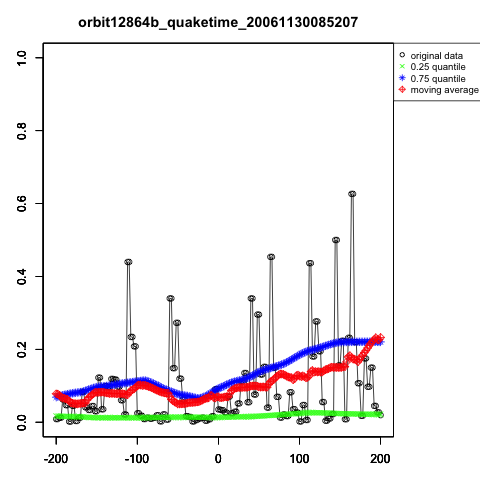 orbit12864b_quaketime_20061130085207
original data
0.25 quantile
0.75 quantile
moving average
1.0
0.8
0.6
0.4
0.2
0.0
-200
-100
0
100
200